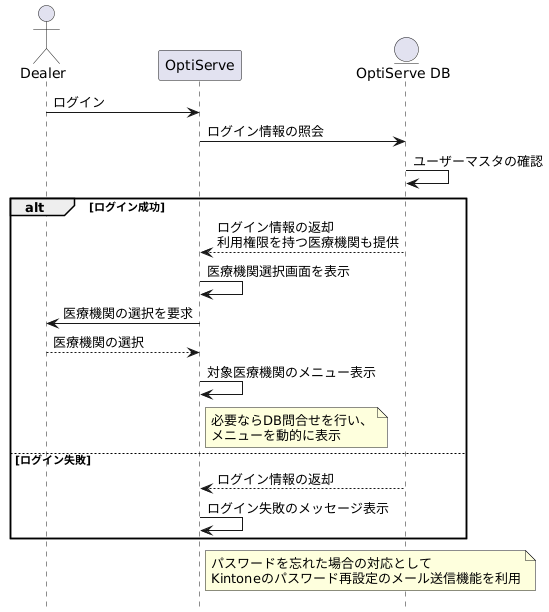 Dealer
OptiServe
OptiServe DB
ログイン
ログイン情報の照会
ユーザーマスタの確認
alt
[ログイン成功]
ログイン情報の返却
利用権限を持つ医療機関も提供
医療機関選択画面を表示
医療機関の選択を要求
医療機関の選択
対象医療機関のメニュー表示
必要ならDB問合せを行い、
メニューを動的に表示
[ログイン失敗]
ログイン情報の返却
ログイン失敗のメッセージ表示
パスワードを忘れた場合の対応として
Kintoneのパスワード再設定のメール送信機能を利用